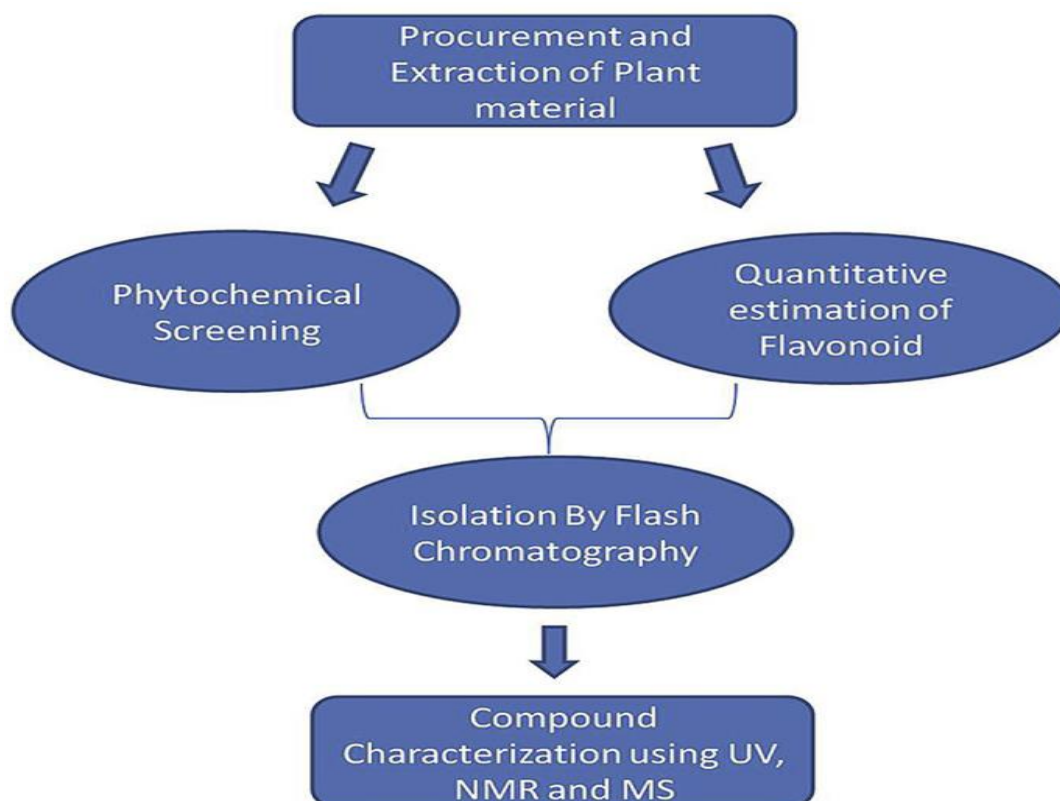 Procurement and
Extraction of Plant
material
Phytochemical
Screening
Quantitative
estimation of
Flavonoid
Isolation By Flash
Chromatography
Compound
Characterization using UV,
NMR and MS